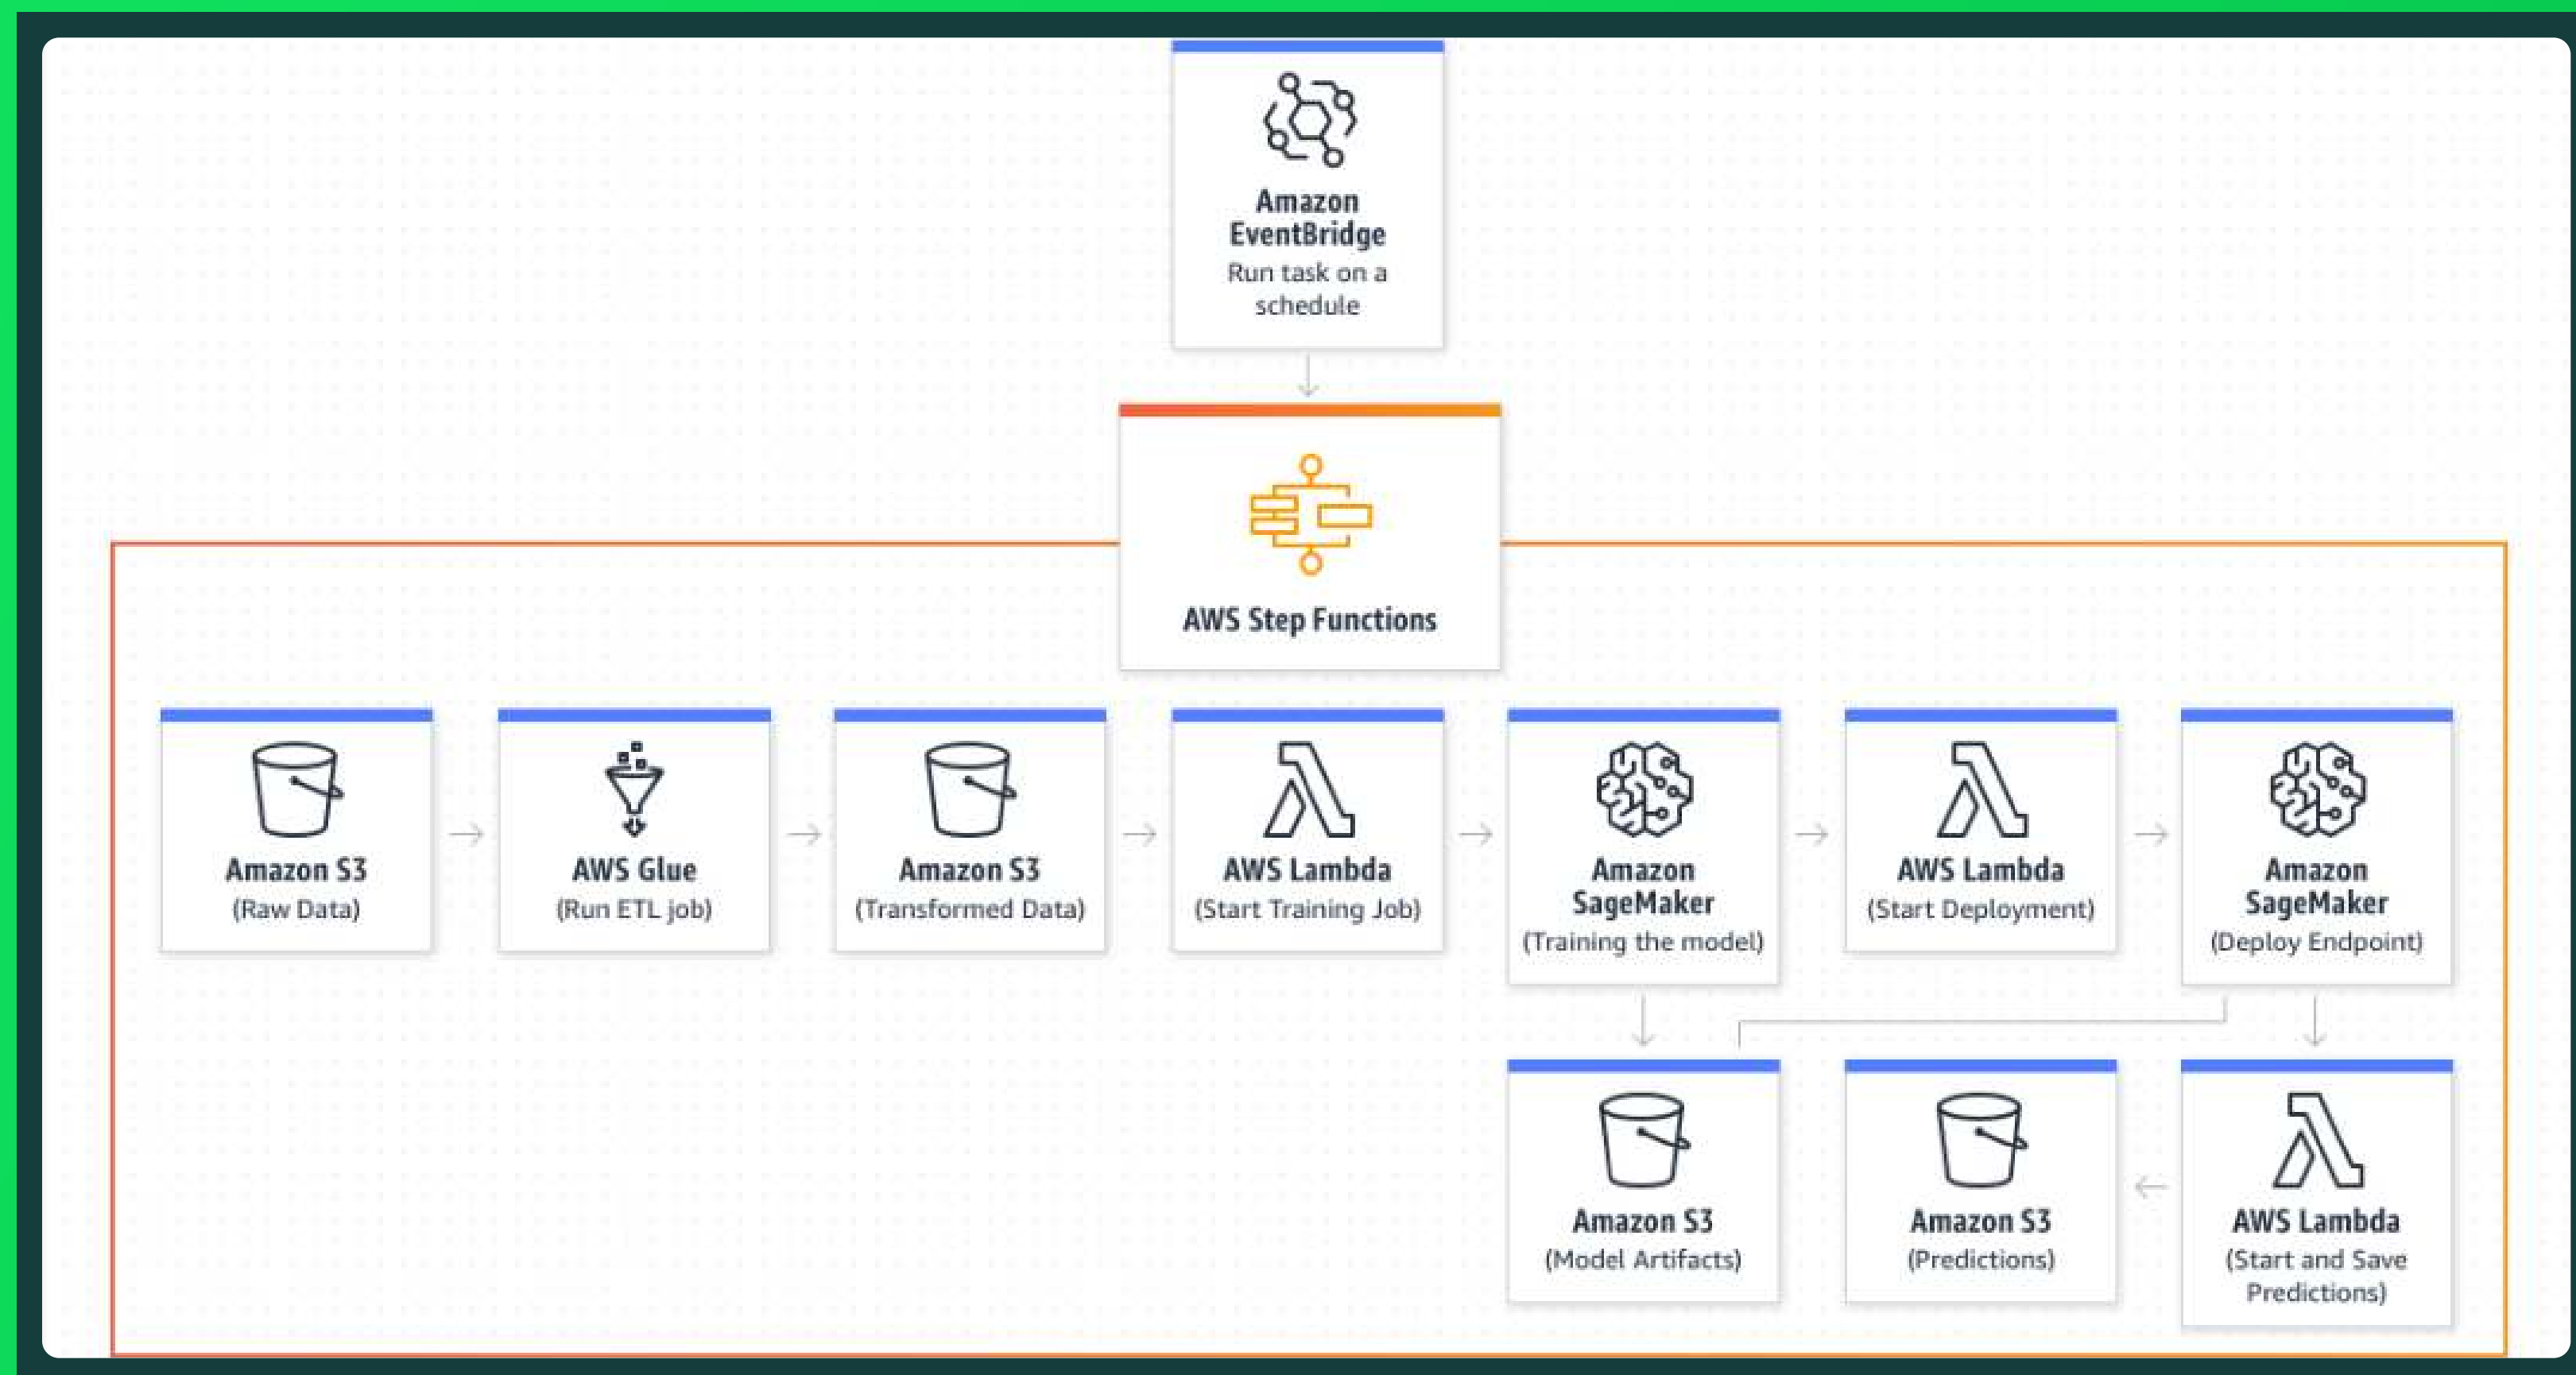 Amazon
EventBridge
Run task on a
schedule
AWS Step Functions
Amazon S3
(Raw Data)
AWS Glue
(Run ETL job)
Amazon S3
(Transformed Data)
AWS Lambda
(Start Training Job)
Amazon
SageMaker
(Training the model)
AWS Lambda
(Start Deployment)
Amazon
SageMaker
(Deploy Endpoint)
Amazon S3
(Model Artifacts)
Amazon S3
(Predictions)
AWS Lambda
(Start and Save
Predictions)